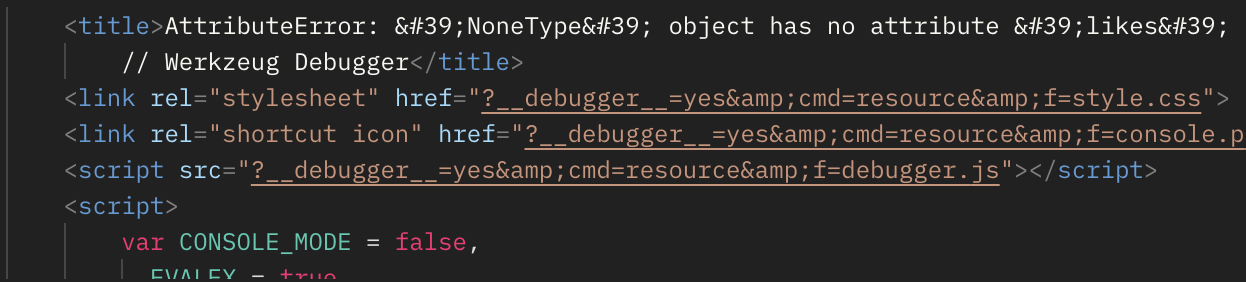 <title>AttributeError: &#39;NoneType&#39; object has no attribute &#39;likes&#39;
// Werkzeug Debugger</title>
<link rel="stylesheet" href="?__debugger__=yes&amp;cmd=resource&amp;f=style.css">
<link rel="shortcut icon" href="?__debugger__=yes&amp;cmd=resource&amp;f=console.p
<script src="?__debugger__=yes&amp;cmd=resource&amp;f=debugger.js"></script>
<script>
var CONSOLE_MODE = false,
EVALEX = true